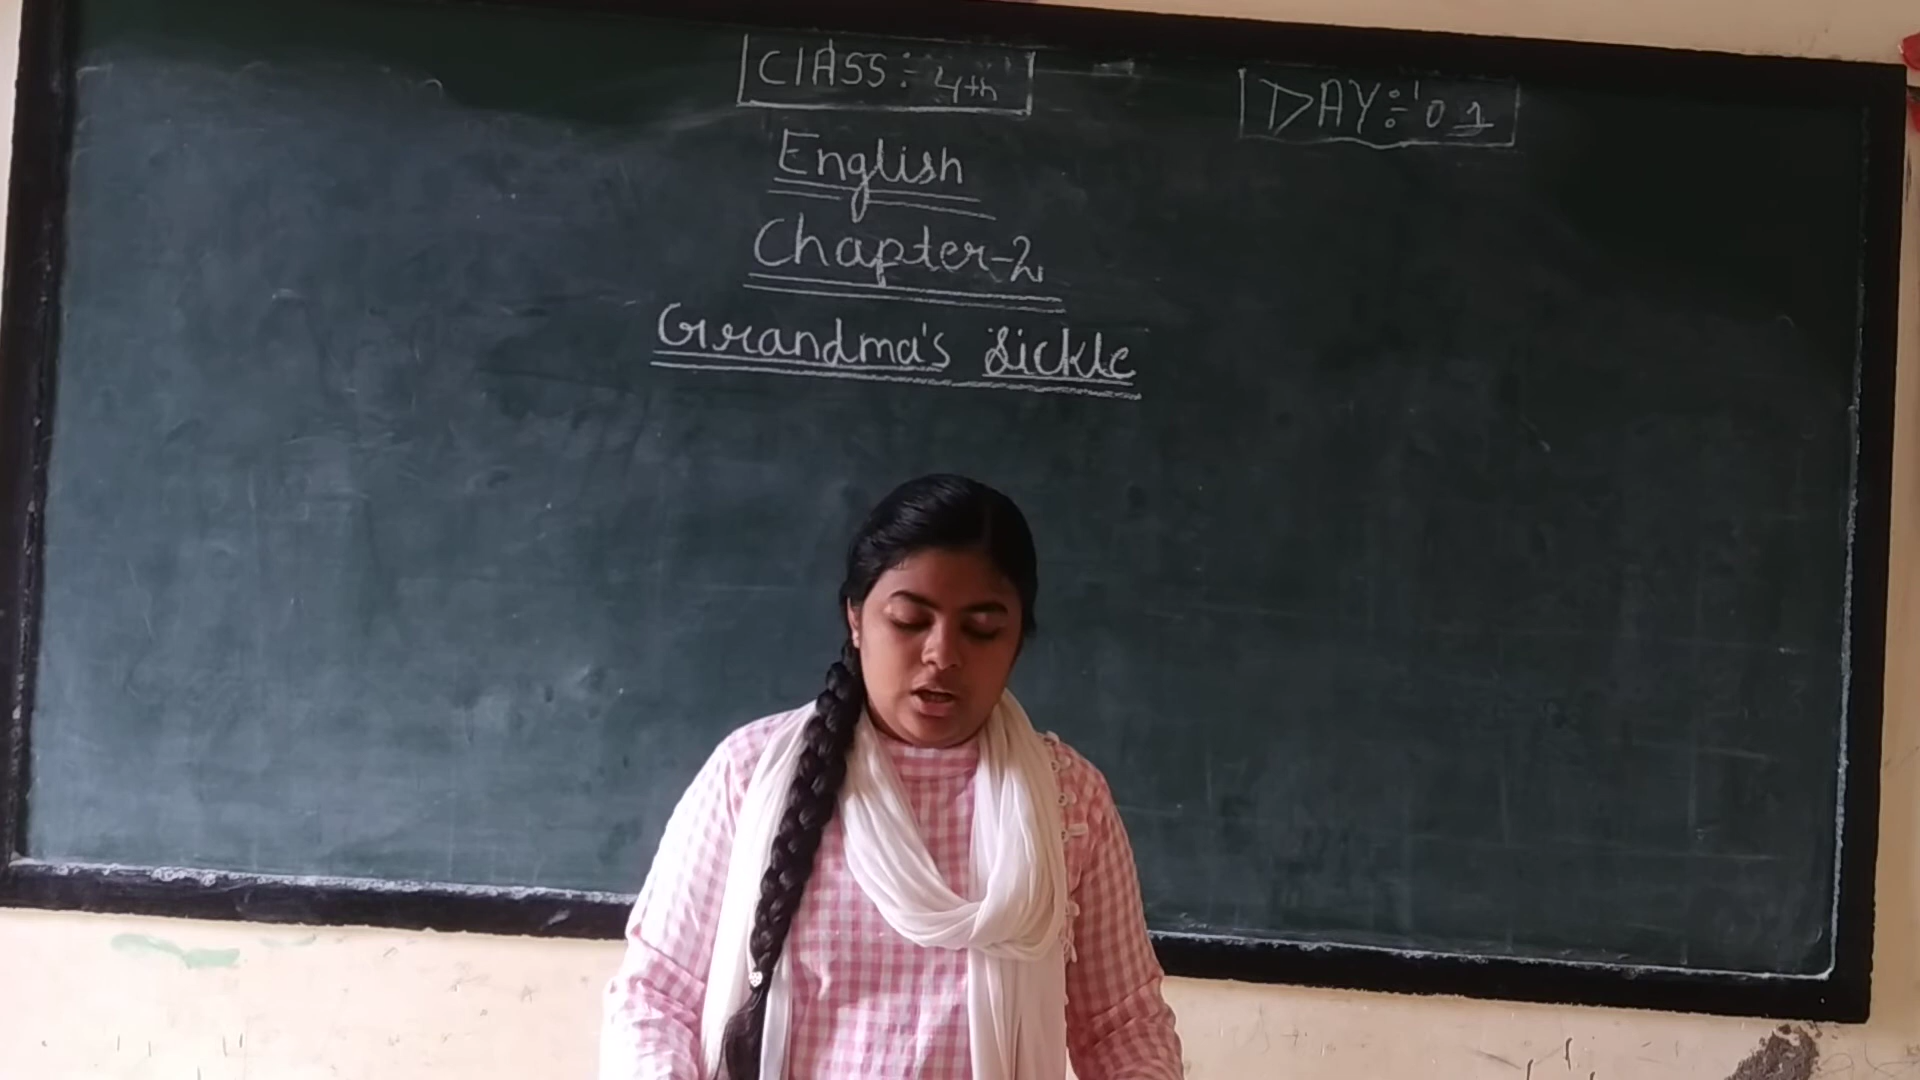 CLASS :- 4th
DAY÷ 01
English
Chapter-2
Grandma's Sickle